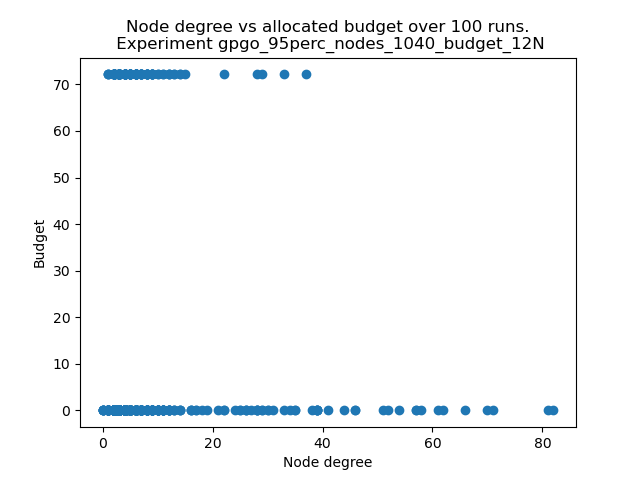 Node degree vs allocated budget over 100 runs.
Experiment gpgo_95perc_nodes_1040_budget_12N
70
60
50
40
30
20
10
0
Budget
0 20 40 60 80
Node degree